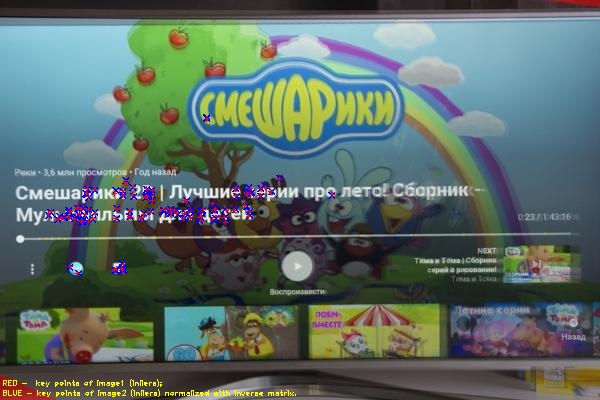 СМЕШАРИКИ
Рики • 3,6 млн просмотров • Год назад
Смешарики 2D | Лучшие серии про лето! Сборник -
Мультфильмы для детей
0:23 / 1:43:16
NEXT
Тима и Тома | Сборник
серий о рисовании!
Тима и Тома
Воспроизвести
ТИМА
ТОМА
ПОЕМ
ВМЕСТЕ
Летние серии
Назад
RED - key points of image1 (inliers);
BLUE - key points of image2 (inliers) normalized with inverse matrix.